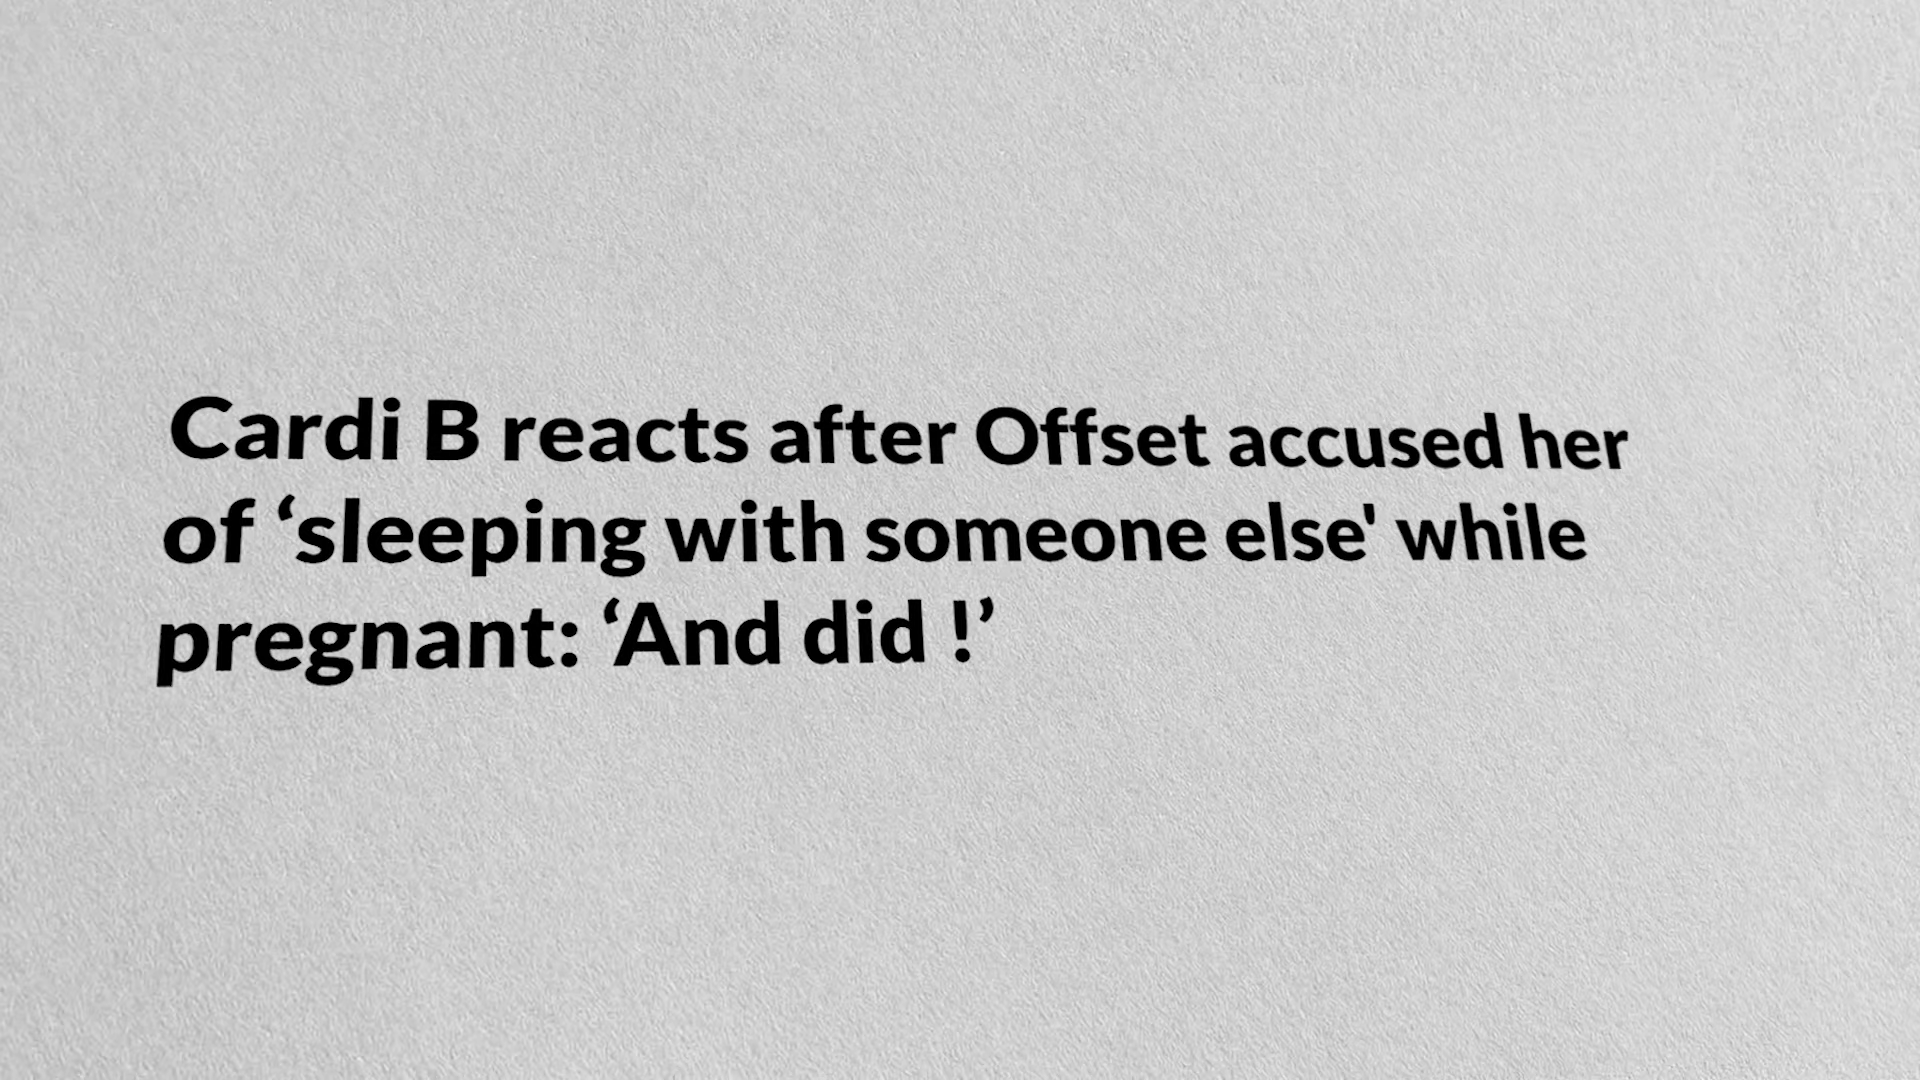 Cardi B reacts after Offset accused her
of ‘sleeping with someone else' while
pregnant: ‘And did !’